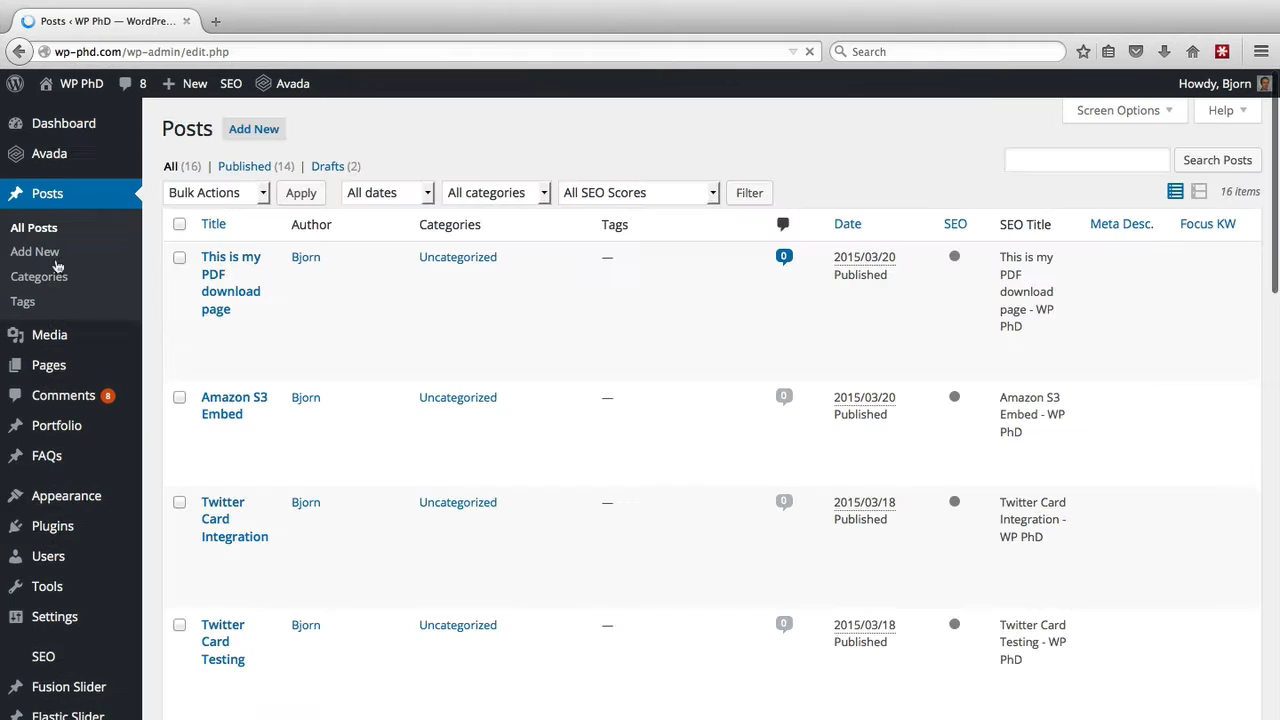 Posts ‹ WP PhD — WordPre...
wp-phd.com/wp-admin/edit.php
Search
WP PhD 8 New SEO Avada
Howdy, Bjorn
Dashboard
Avada
Posts
All Posts
Add New
Categories
Tags
Media
Pages
Comments 8
Portfolio
FAQs
Appearance
Plugins
Users
Tools
Settings
SEO
Fusion Slider
Elastic Slider
Screen Options
Help
Posts Add New
All (16) | Published (14) | Drafts (2)
Search Posts
Bulk Actions Apply All dates All categories All SEO Scores Filter
16 items
Title Author Categories Tags Date SEO SEO Title Meta Desc. Focus KW
This is my
PDF
download
page
Bjorn
Uncategorized
—
0
2015/03/20
Published
This is my
PDF
download
page - WP
PhD
Amazon S3
Embed
Bjorn
Uncategorized
—
0
2015/03/20
Published
Amazon S3
Embed - WP
PhD
Twitter
Card
Integration
Bjorn
Uncategorized
—
0
2015/03/18
Published
Twitter Card
Integration -
WP PhD
Twitter
Card
Testing
Bjorn
Uncategorized
—
0
2015/03/18
Published
Twitter Card
Testing - WP
PhD